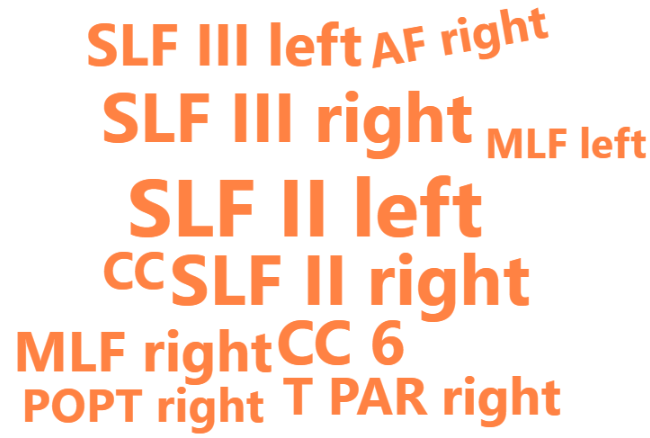 SLF III left
AF right
SLF III right
MLF left
SLF II left
CC
SLF II right
MLF right
CC 6
POPT right
T PAR right